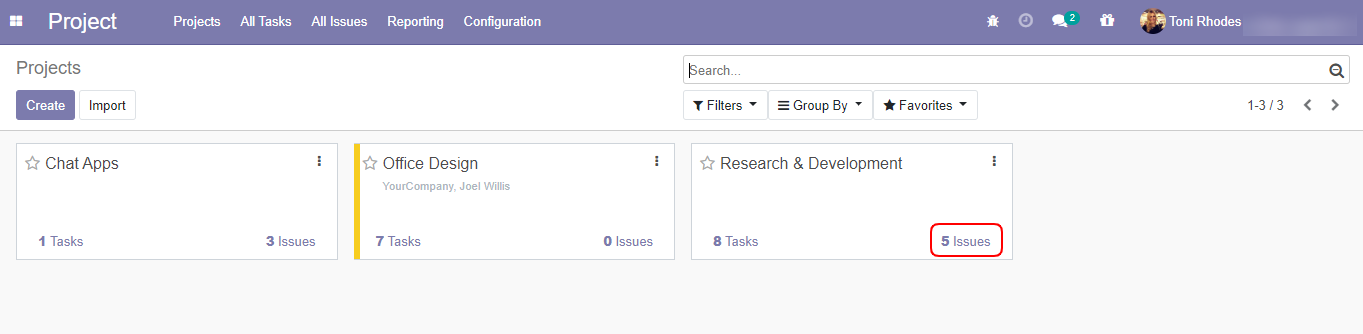 Project Projects All Tasks All Issues Reporting Configuration 2 Toni Rhodes
Projects
Search...
Create Import Filters Group By Favorites 1-3 / 3
Chat Apps Office Design Research & Development
YourCompany, Joel Willis
1 Tasks 3 Issues 7 Tasks 0 Issues 8 Tasks 5 Issues